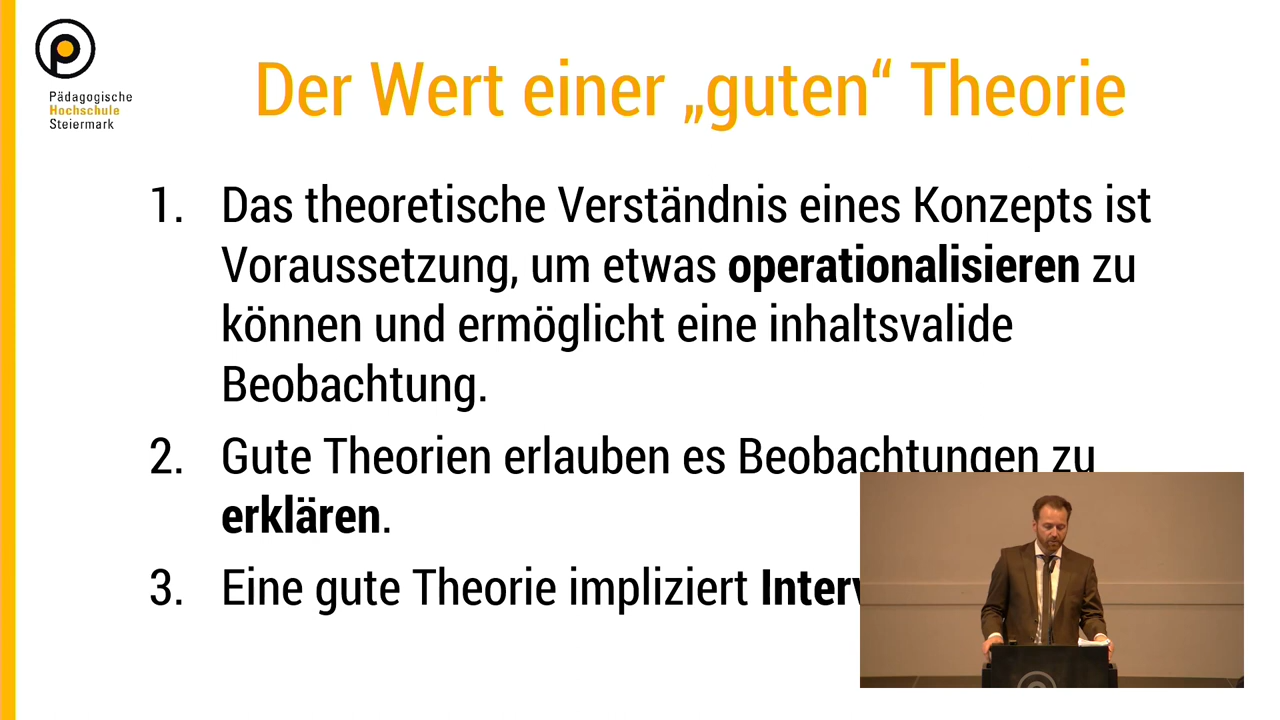 Pädagogische
Hochschule
Steiermark
Der Wert einer „guten“ Theorie
1. Das theoretische Verständnis eines Konzepts ist
Voraussetzung, um etwas operationalisieren zu
können und ermöglicht eine inhaltsvalide
Beobachtung.
2. Gute Theorien erlauben es Beobachtungen zu
erklären.
3. Eine gute Theorie impliziert